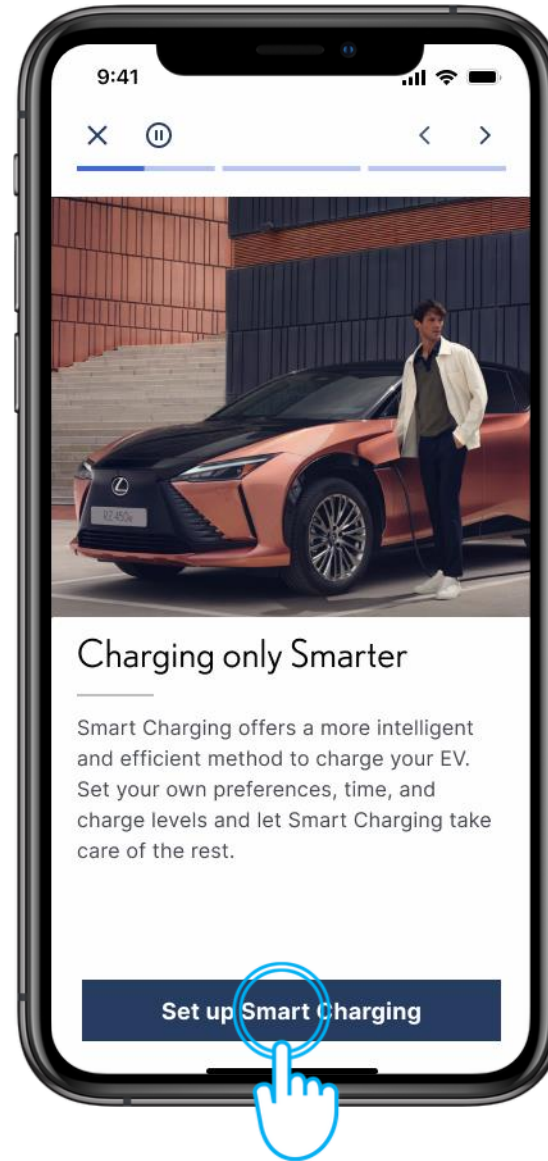 9:41
RZ 450e
Charging only Smarter
Smart Charging offers a more intelligent
and efficient method to charge your EV.
Set your own preferences, time, and
charge levels and let Smart Charging take
care of the rest.
Set up Smart Charging